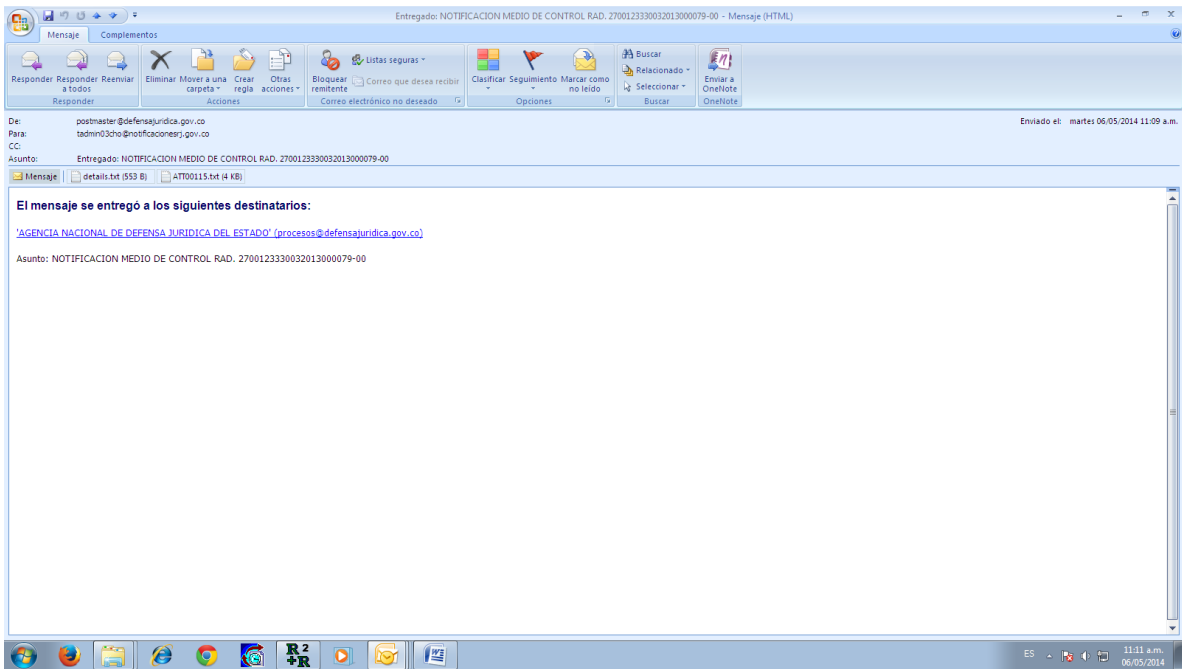 Entregado: NOTIFICACION MEDIO DE CONTROL RAD. 2700123330032013000079-00 - Mensaje (HTML)
Mensaje Complementos
Responder Responder a todos Reenviar
Responder
Eliminar Mover a una carpeta Crear regla Otras acciones
Acciones
Bloquear remitente Listas seguras Correo que desea recibir
Correo electrónico no deseado
Clasificar Seguimiento Marcar como no leído
Opciones
Buscar Relacionado Seleccionar
Buscar
Enviar a OneNote
OneNote
De: postmaster@defensajuridica.gov.co Enviado el: martes 06/05/2014 11:09 a.m.
Para: tadmin03cho@notificacionesrj.gov.co
CC:
Asunto: Entregado: NOTIFICACION MEDIO DE CONTROL RAD. 2700123330032013000079-00
Mensaje details.txt (553 B) ATT00115.txt (4 KB)
El mensaje se entregó a los siguientes destinatarios:
'AGENCIA NACIONAL DE DEFENSA JURIDICA DEL ESTADO' (procesos@defensajuridica.gov.co)
Asunto: NOTIFICACION MEDIO DE CONTROL RAD. 2700123330032013000079-00
R2+R
ES 11:11 a.m.
06/05/2014